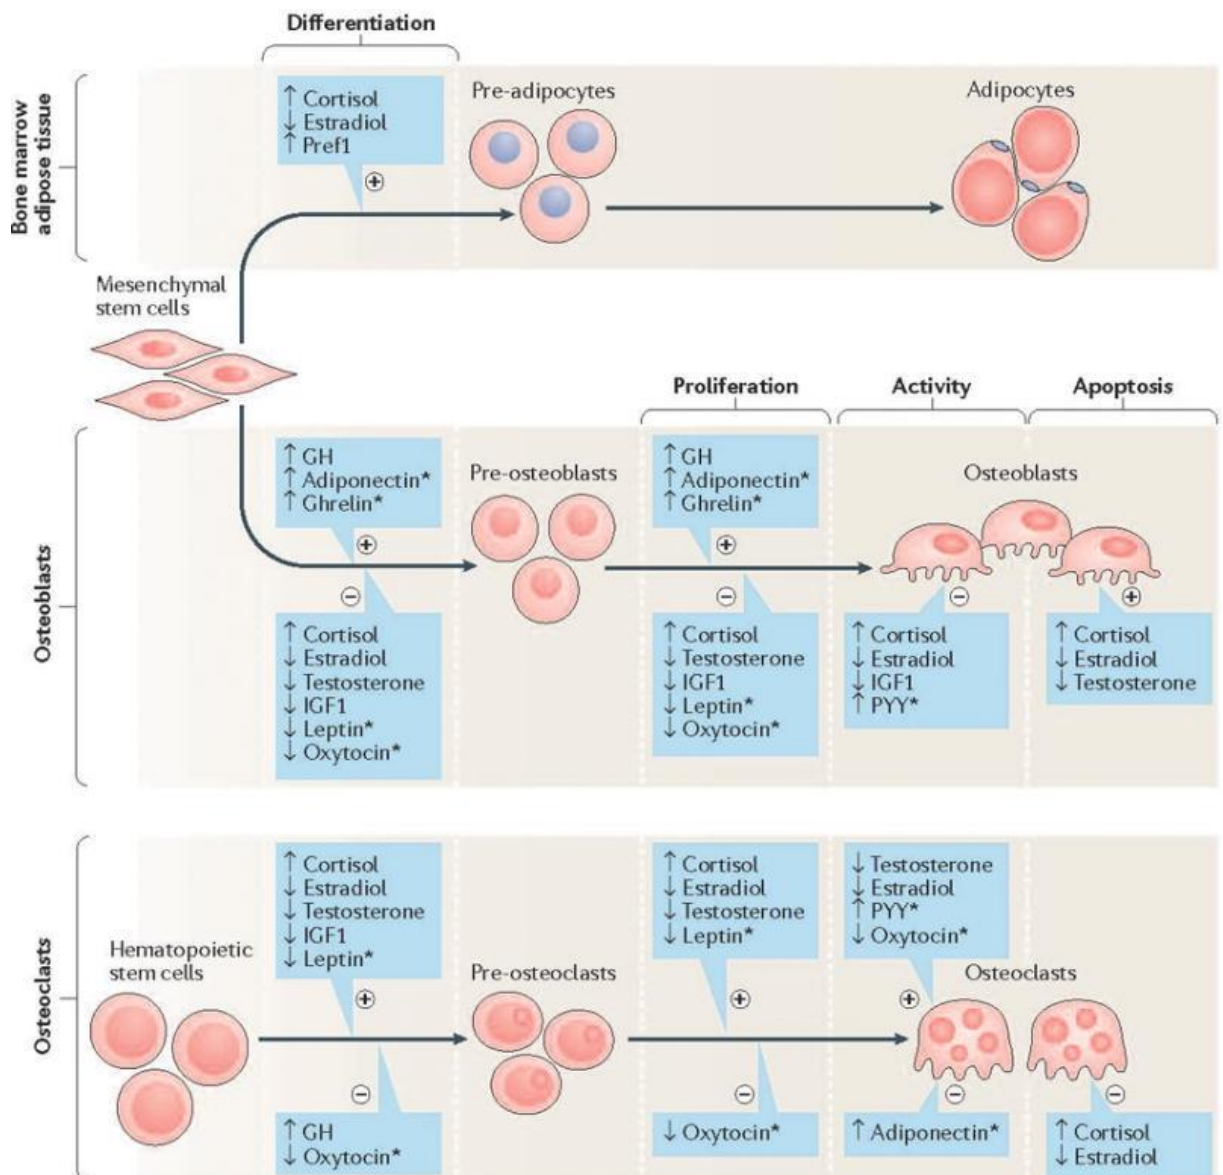 Differentiation
Bone marrow
adipose tissue
↑ Cortisol
↓ Estradiol
↑ Pref1
+
Pre-adipocytes
Adipocytes
Mesenchymal
stem cells
Proliferation
Activity
Apoptosis
Osteoblasts
↑ GH
↑ Adiponectin*
↑ Ghrelin*
+
−
↑ Cortisol
↓ Estradiol
↓ Testosterone
↓ IGF1
↓ Leptin*
↓ Oxytocin*
Pre-osteoblasts
↑ GH
↑ Adiponectin*
↑ Ghrelin*
+
−
↑ Cortisol
↓ Testosterone
↓ IGF1
↓ Leptin*
↓ Oxytocin*
Osteoblasts
−
↑ Cortisol
↓ Estradiol
↓ IGF1
↑ PYY*
+
↑ Cortisol
↓ Estradiol
↓ Testosterone
Osteoclasts
Hematopoietic
stem cells
↑ Cortisol
↓ Estradiol
↓ Testosterone
↓ IGF1
↓ Leptin*
+
−
↑ GH
↓ Oxytocin*
Pre-osteoclasts
↑ Cortisol
↓ Estradiol
↓ Testosterone
↓ Leptin*
+
−
↓ Oxytocin*
↓ Testosterone
↓ Estradiol
↑ PYY*
↓ Oxytocin*
+
Osteoclasts
−
↑ Adiponectin*
−
↑ Cortisol
↓ Estradiol